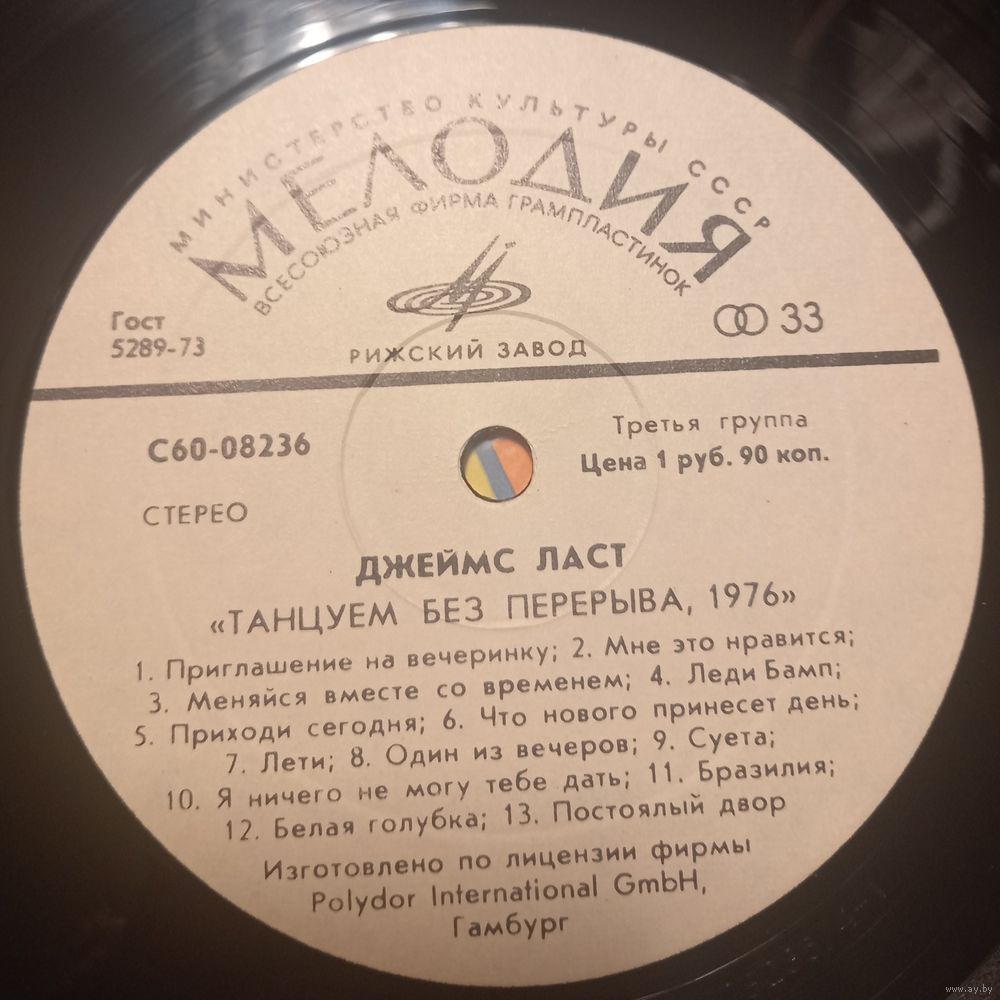 МИНИСТЕРСТВО КУЛЬТУРЫ СССР
МЕЛОДИЯ
ВСЕСОЮЗНАЯ ФИРМА ГРАМПЛАСТИНОК
Гост
5289-73
33
РИЖСКИЙ ЗАВОД
С60-08236
Третья группа
Цена 1 руб. 90 коп.
СТЕРЕО
ДЖЕЙМС ЛАСТ
«ТАНЦУЕМ БЕЗ ПЕРЕРЫВА, 1976»
1. Приглашение на вечеринку; 2. Мне это нравится;
3. Меняйся вместе со временем; 4. Леди Бамп;
5. Приходи сегодня; 6. Что нового принесет день;
7. Лети; 8. Один из вечеров; 9. Суета;
10. Я ничего не могу тебе дать; 11. Бразилия;
12. Белая голубка; 13. Постоялый двор
Изготовлено по лицензии фирмы
Polydor International GmbH,
Гамбург
www.ay.by